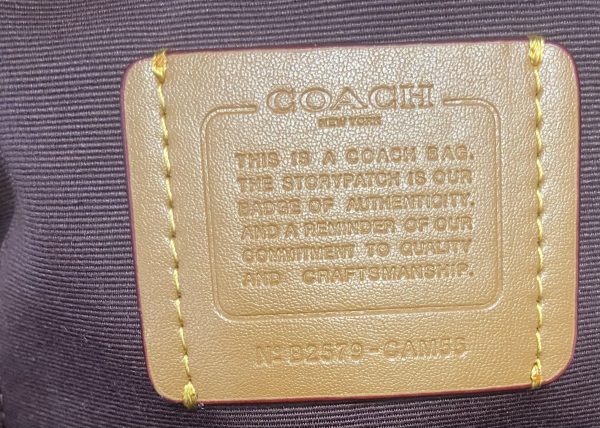 COACH
NEW YORK
THIS IS A COACH BAG.
THE STORYPATCH IS OUR
BADGE OF AUTHENTICITY.
AND A REMINDER OF OUR
COMMITMENT TO QUALITY
AND CRAFTSMANSHIP.